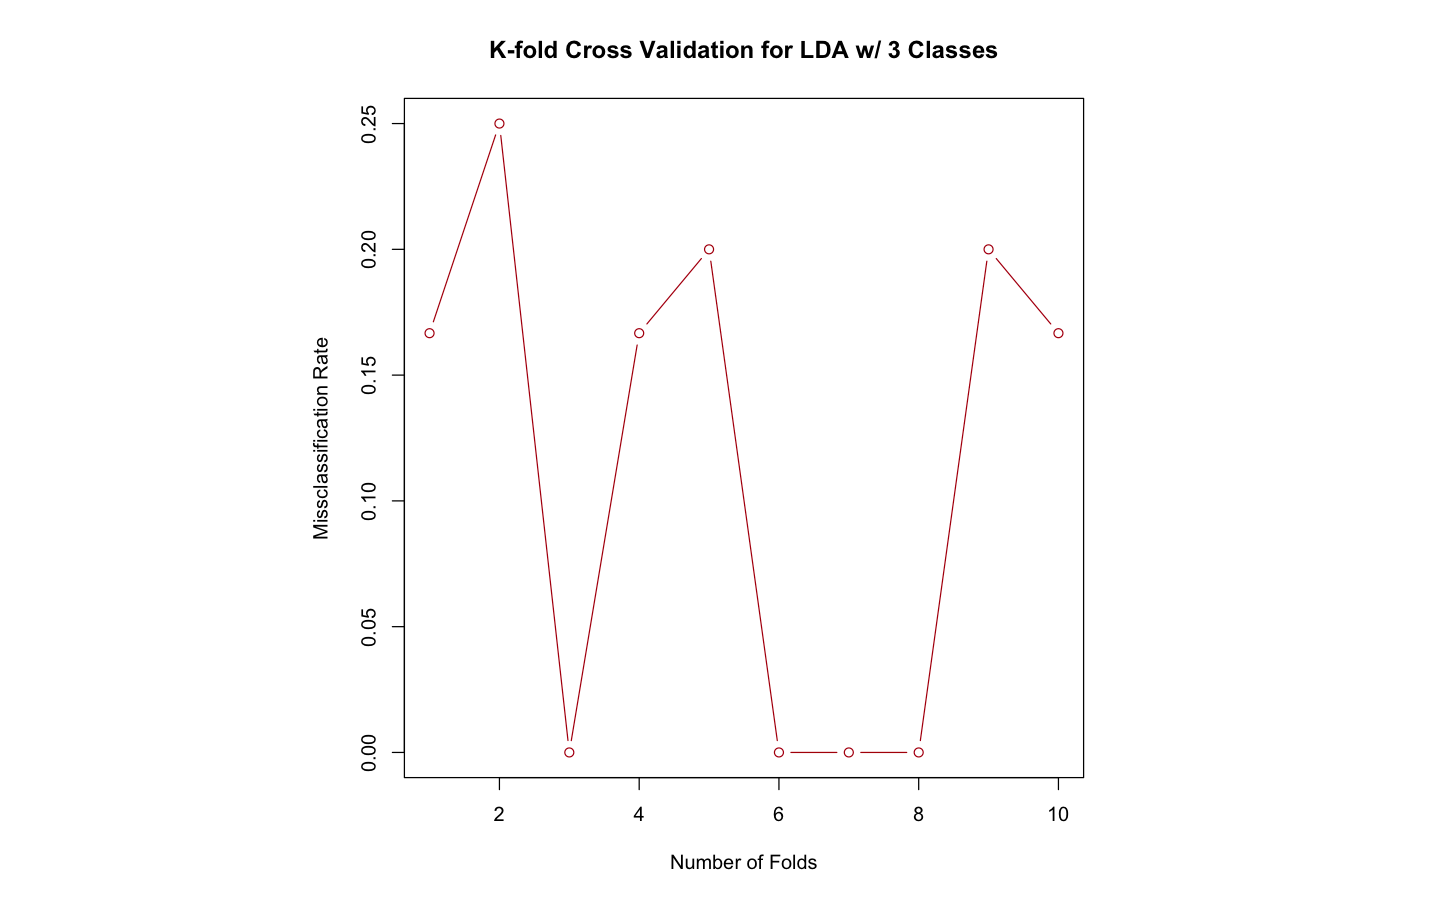 K-fold Cross Validation for LDA w/ 3 Classes
0.25
0.20
0.15
0.10
0.05
0.00
Missclassification Rate
2 4 6 8 10
Number of Folds